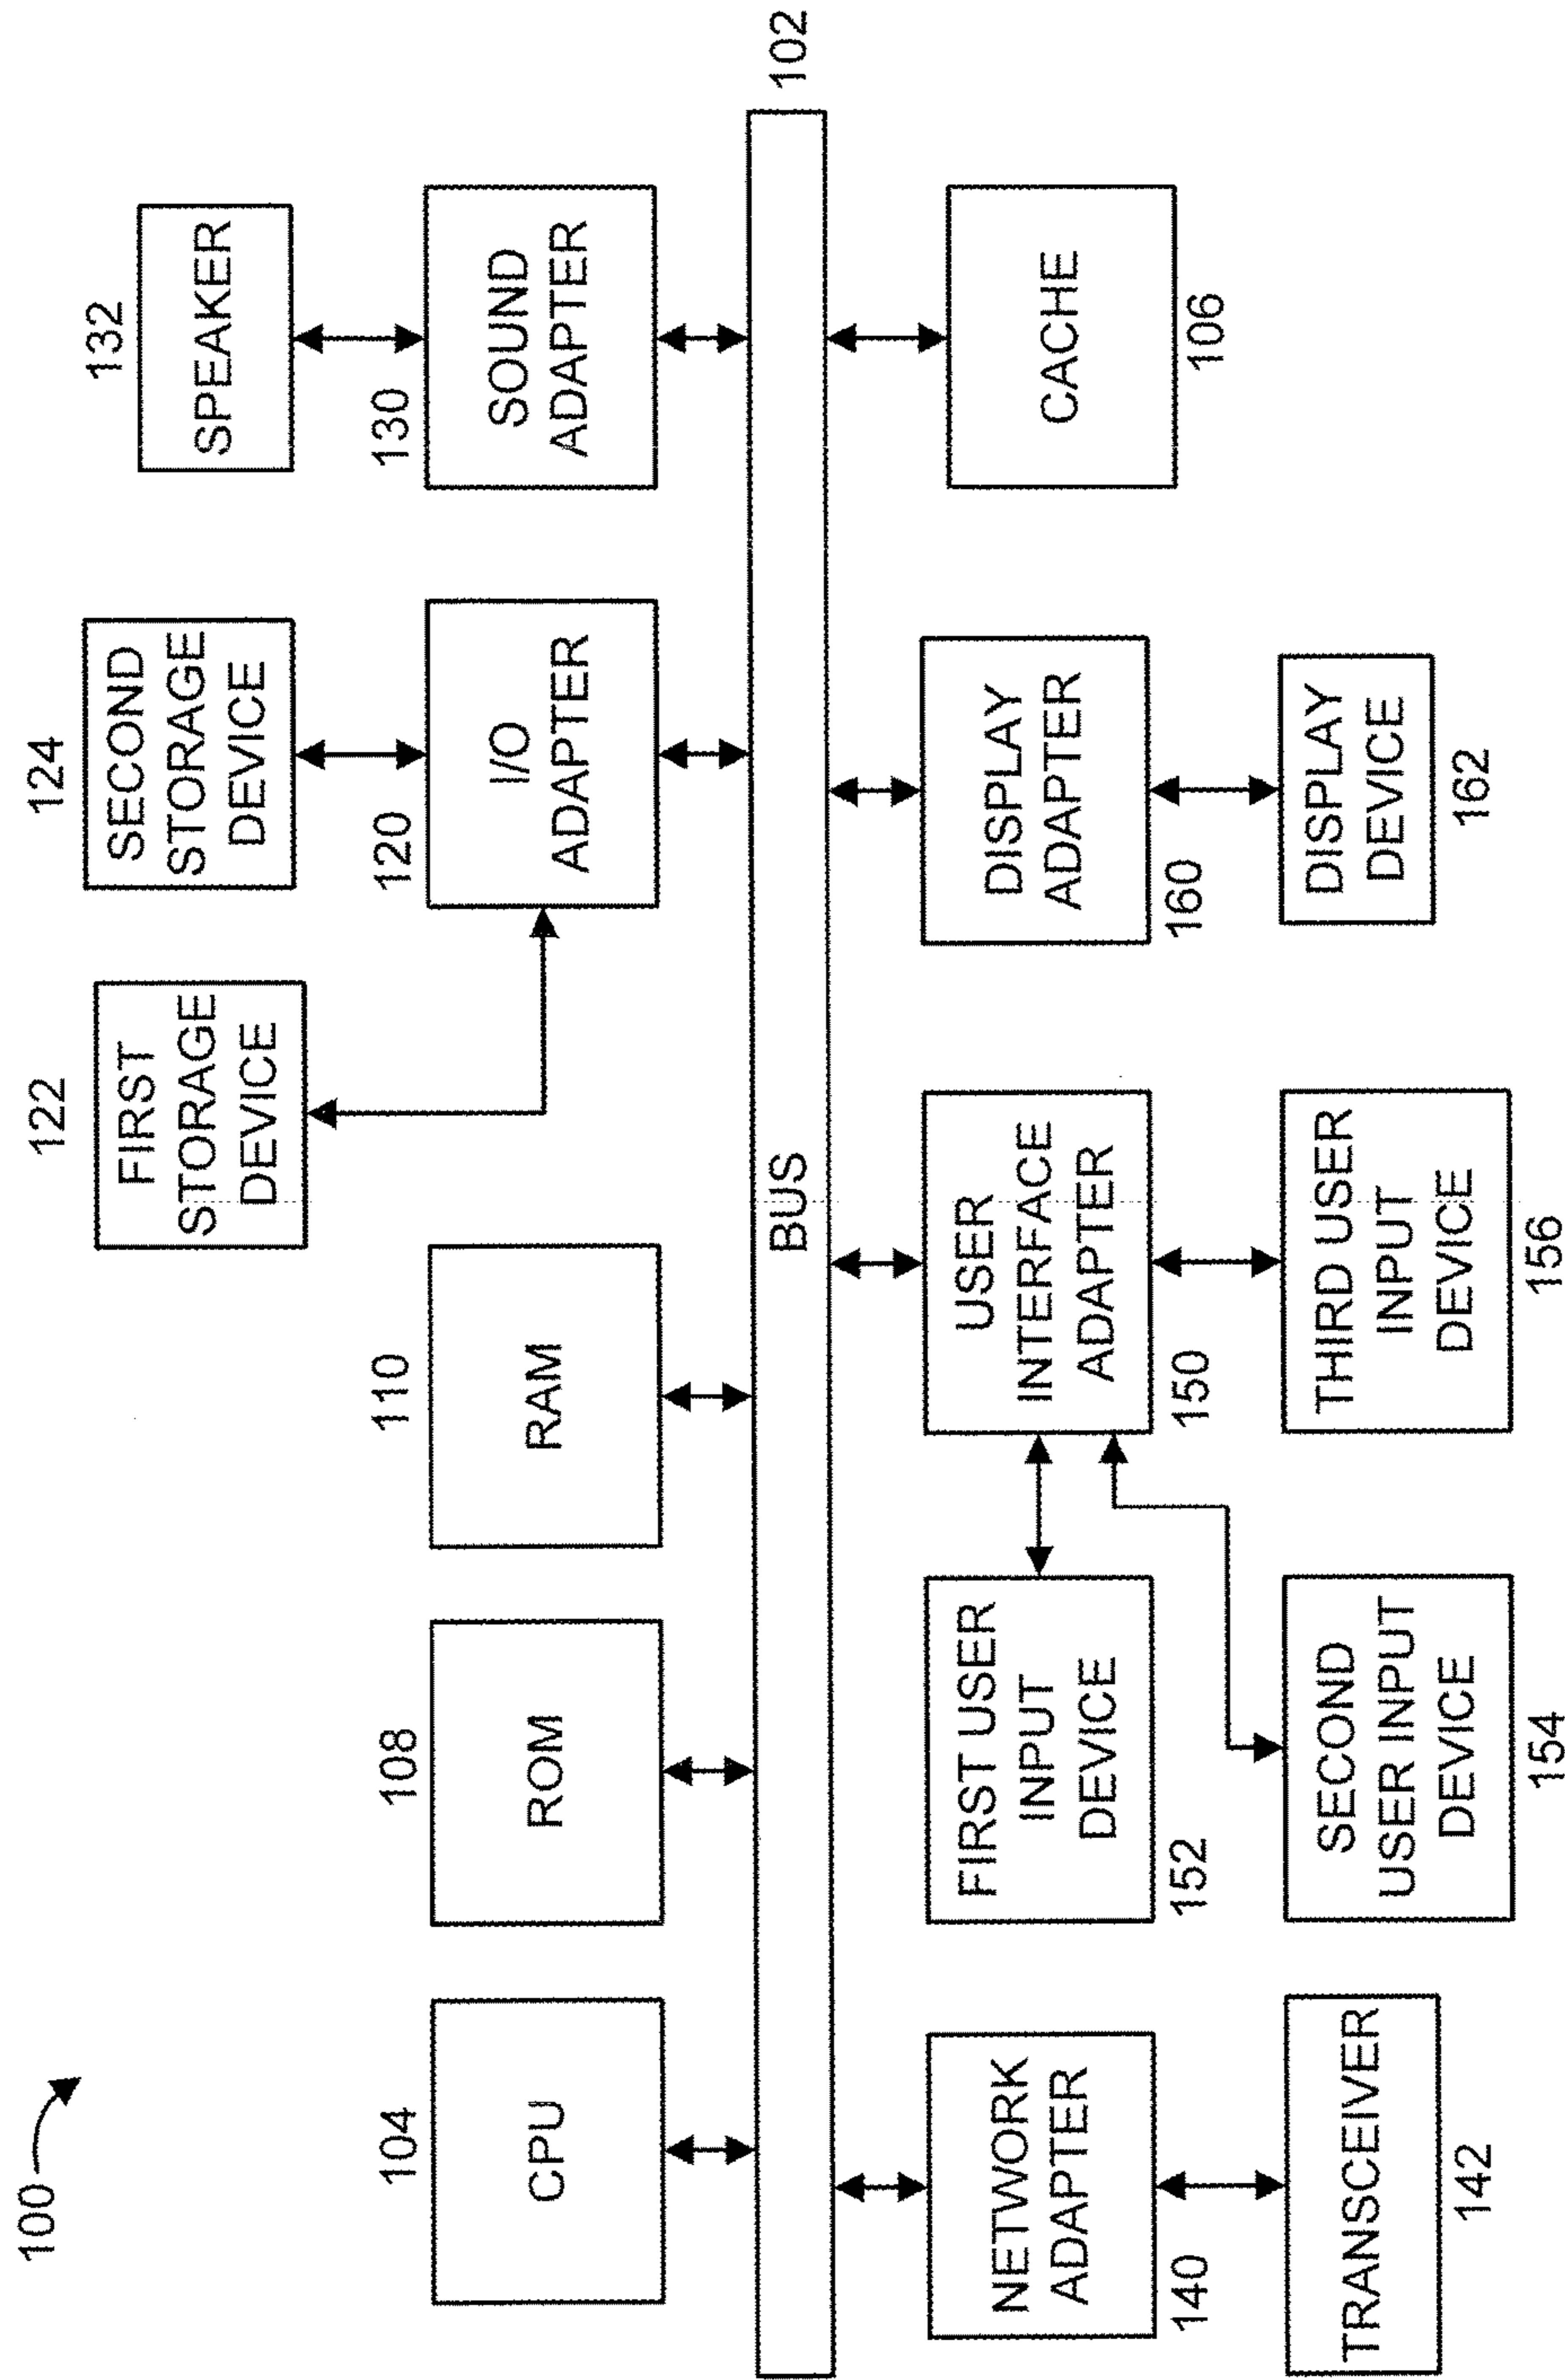 100
122
FIRST
STORAGE
DEVICE
124
SECOND
STORAGE
DEVICE
132
SPEAKER
104
CPU
108
ROM
110
RAM
120
I/O
ADAPTER
130
SOUND
ADAPTER
BUS
102
NETWORK
ADAPTER
140
FIRST USER
INPUT
DEVICE
152
USER
INTERFACE
ADAPTER
150
DISPLAY
ADAPTER
160
CACHE
106
TRANSCEIVER
142
SECOND
USER INPUT
DEVICE
154
THIRD USER
INPUT
DEVICE
156
DISPLAY
DEVICE
162